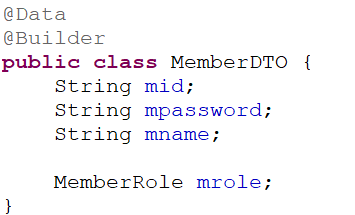 @Data
@Builder
public class MemberDTO {
    String mid;
    String mpassword;
    String mname;

    MemberRole mrole;
}